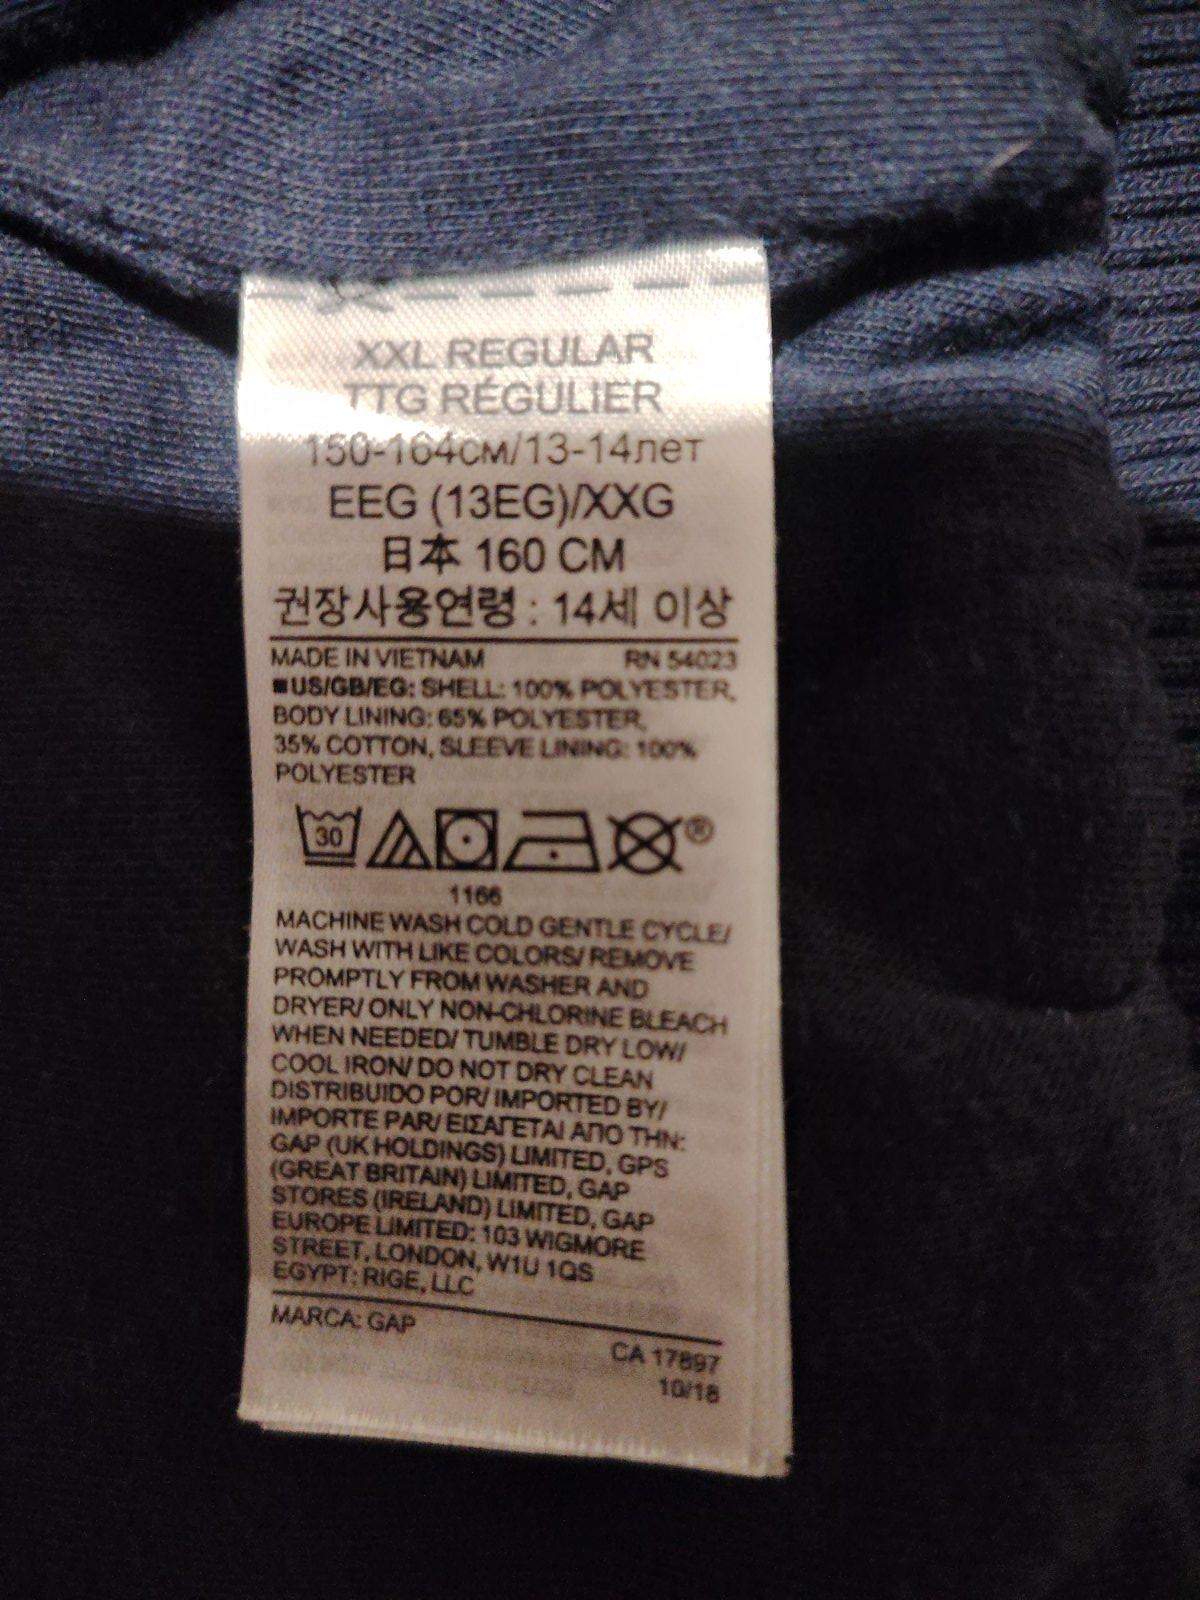 XXL REGULAR
TTG RÉGULIER
150-164см/13-14лет
EEG (13EG)/XXG
日本 160 CM
권장사용연령 : 14세 이상
MADE IN VIETNAM RN 54023
■US/GB/EG: SHELL: 100% POLYESTER,
BODY LINING: 65% POLYESTER,
35% COTTON, SLEEVE LINING: 100%
POLYESTER
30 ®
1166
MACHINE WASH COLD GENTLE CYCLE/
WASH WITH LIKE COLORS/ REMOVE
PROMPTLY FROM WASHER AND
DRYER/ ONLY NON-CHLORINE BLEACH
WHEN NEEDED/ TUMBLE DRY LOW/
COOL IRON/ DO NOT DRY CLEAN
DISTRIBUIDO POR/ IMPORTED BY/
IMPORTE PAR/ ΕΙΣΑΓΕΤΑΙ ΑΠΟ ΤΗΝ:
GAP (UK HOLDINGS) LIMITED, GPS
(GREAT BRITAIN) LIMITED, GAP
STORES (IRELAND) LIMITED, GAP
EUROPE LIMITED: 103 WIGMORE
STREET, LONDON, W1U 1QS
EGYPT: RIGE, LLC
MARCA: GAP
CA 17897
10/18